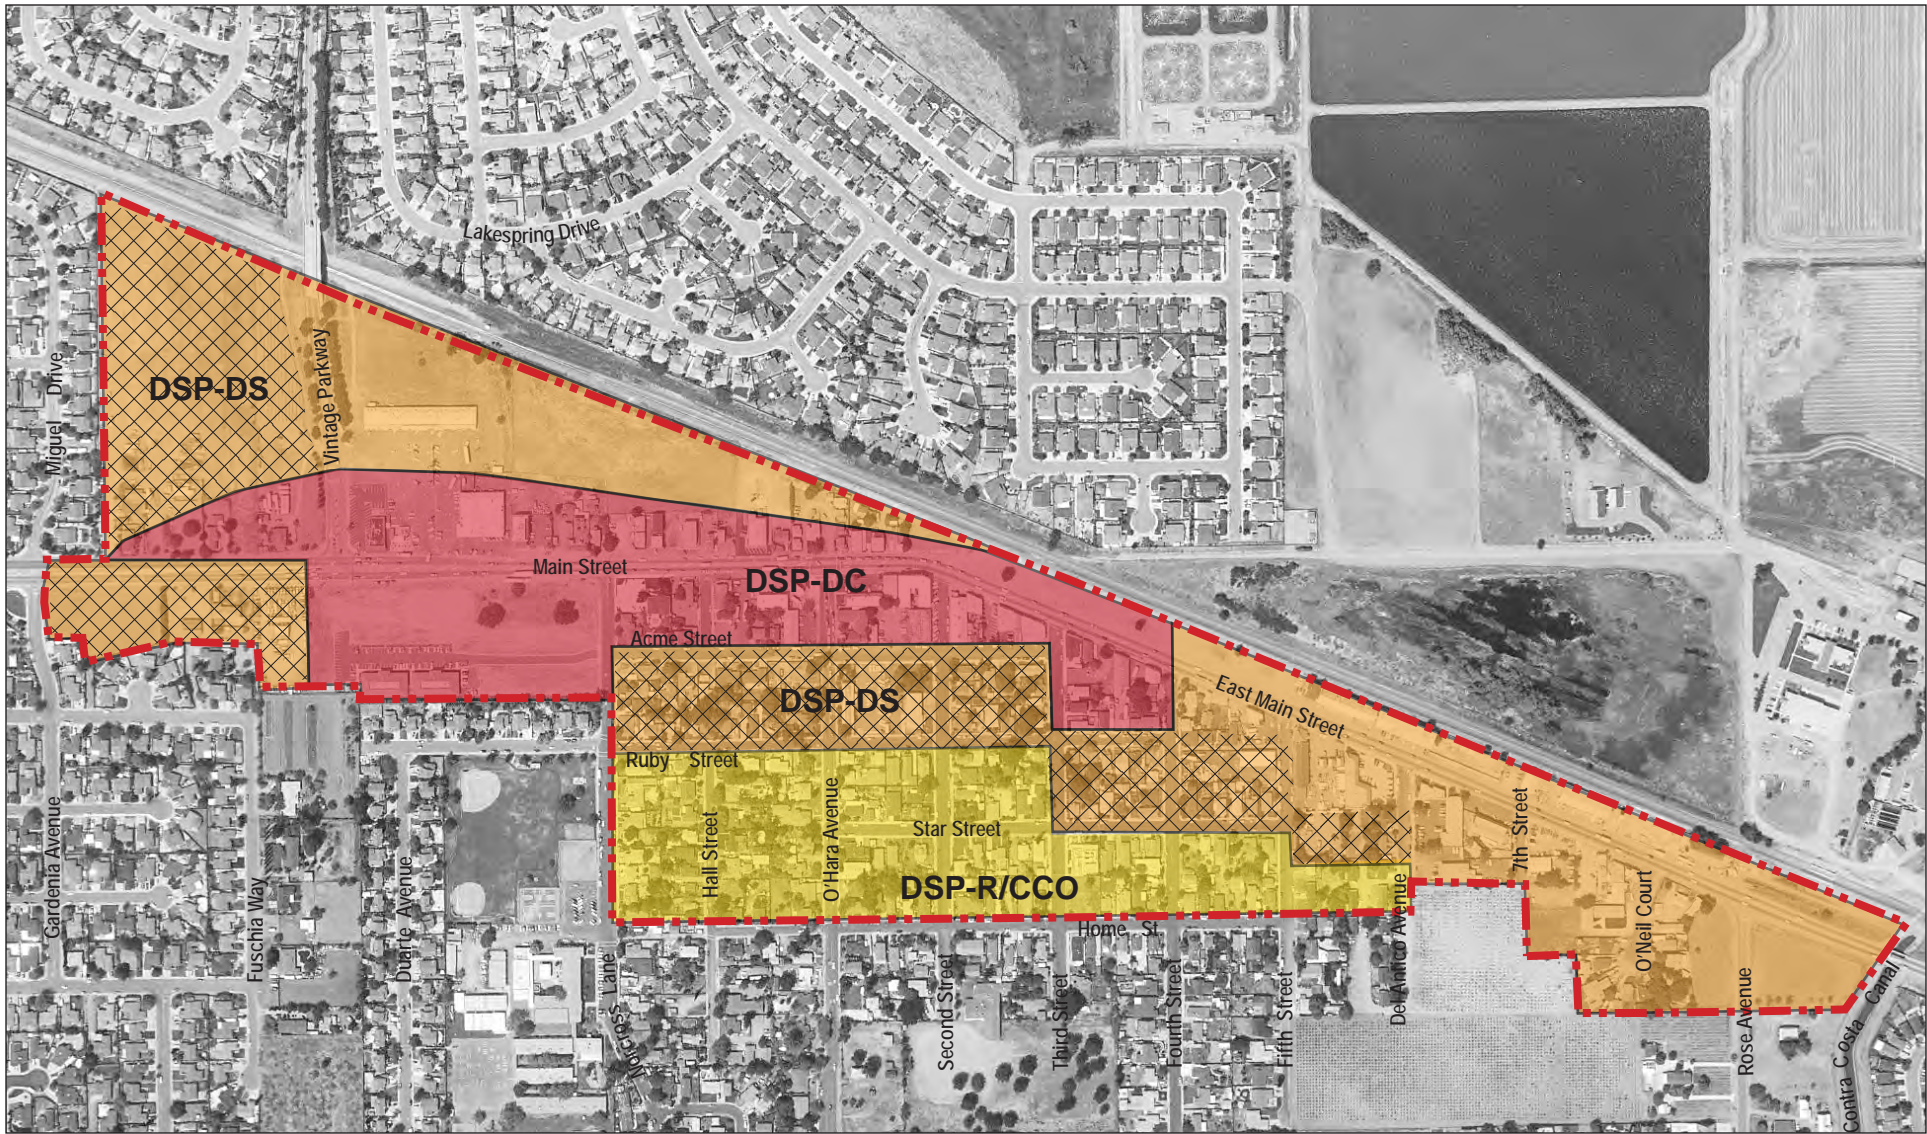 Lakespring Drive
Vintage Parkway
DSP-DS
Miguel Drive
Main Street
DSP-DC
Acme Street
DSP-DS
East Main Street
Ruby Street
Hall Street
O'Hara Avenue
Star Street
7th Street
DSP-R/CCO
Gardenia Avenue
Fuschia Way
Duarte Avenue
Norcross Lane
Home St.
Second Street
Third Street
Fourth Street
Fifth Street
Del Antico Avenue
O'Neil Court
Rose Avenue
Contra Costa Canal